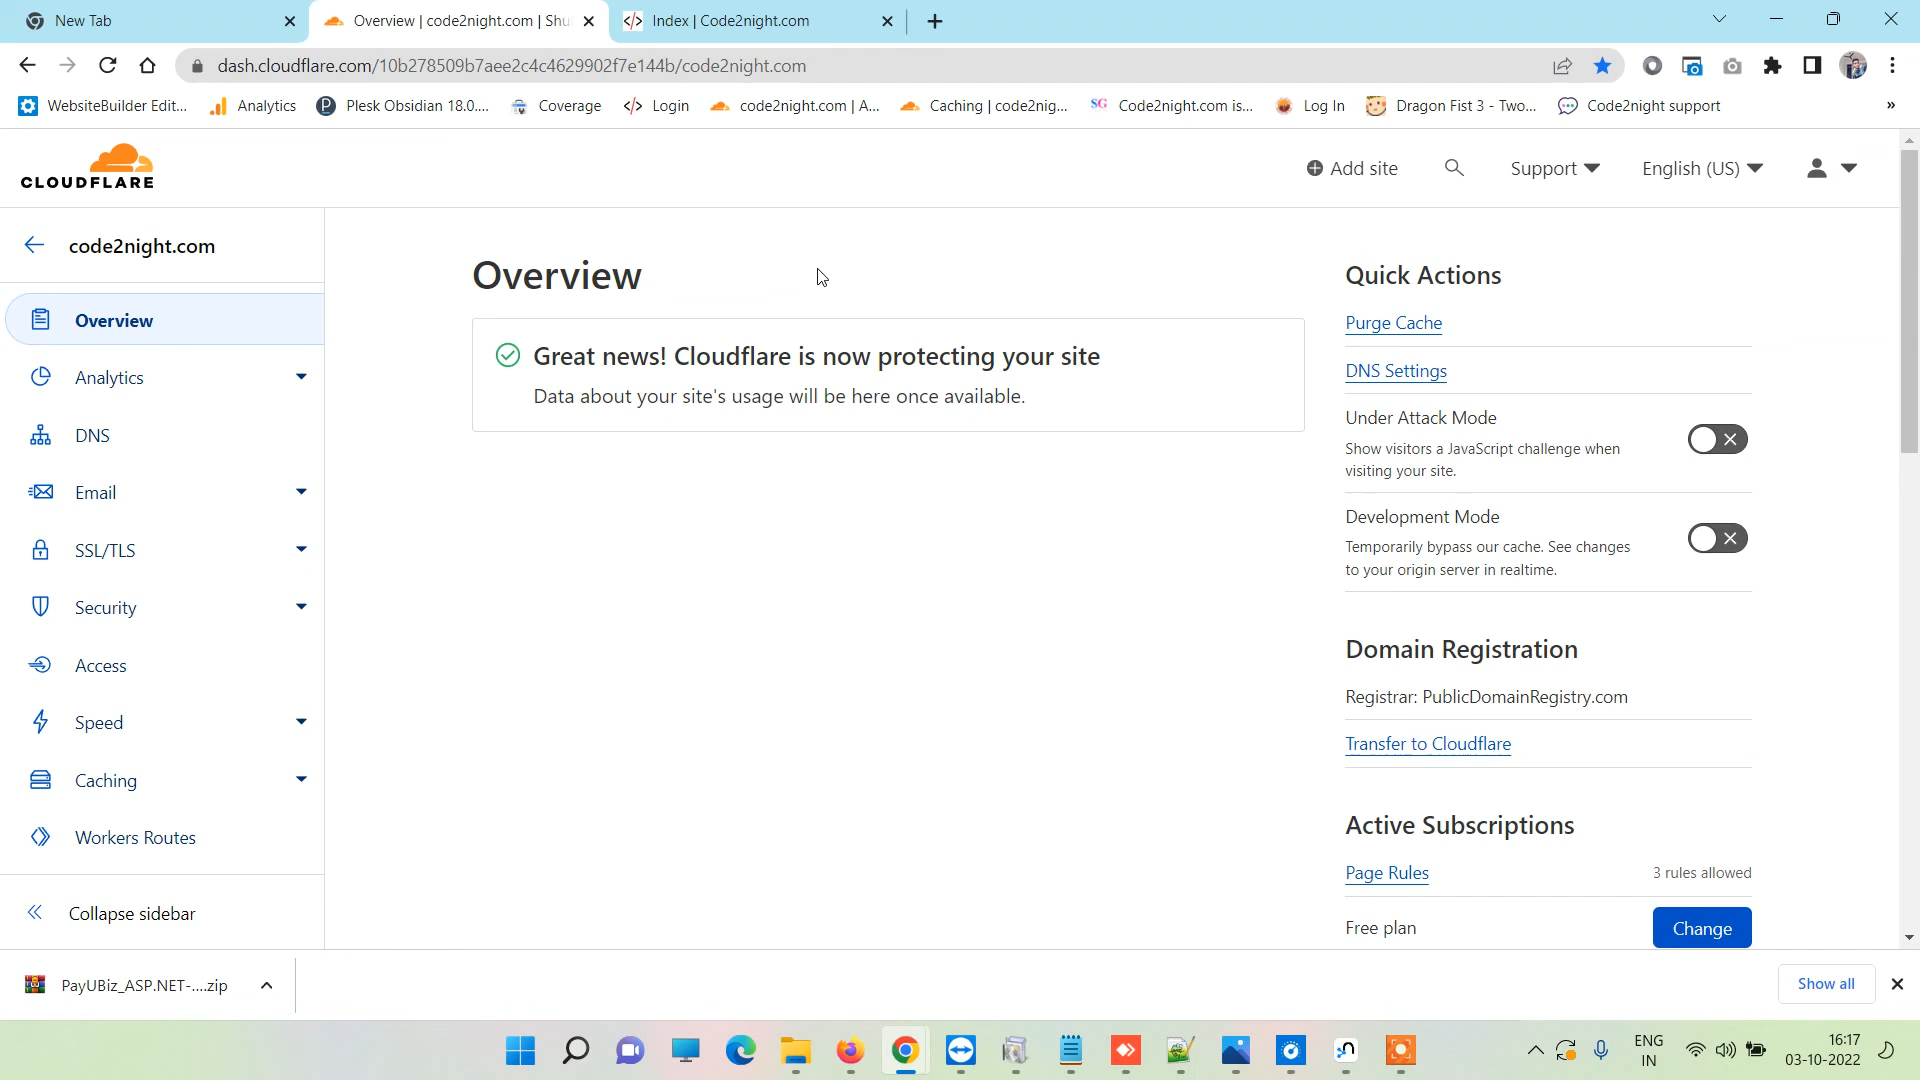 New Tab
Overview | code2night.com | Shu
Index | Code2night.com
dash.cloudflare.com/10b278509b7aee2c4c4629902f7e144b/code2night.com
WebsiteBuilder Edit...
Analytics
Plesk Obsidian 18.0....
Coverage
Login
code2night.com | A...
Caching | code2nig...
SG
Code2night.com is...
Log In
Dragon Fist 3 - Two...
Code2night support
»
CLOUDFLARE
Add site
Support
English (US)
code2night.com
Overview
Analytics
DNS
Email
SSL/TLS
Security
Access
Speed
Caching
Workers Routes
Collapse sidebar
Overview
Great news! Cloudflare is now protecting your site
Data about your site's usage will be here once available.
Quick Actions
Purge Cache
DNS Settings
Under Attack Mode
Show visitors a JavaScript challenge when
visiting your site.
Development Mode
Temporarily bypass our cache. See changes
to your origin server in realtime.
Domain Registration
Registrar: PublicDomainRegistry.com
Transfer to Cloudflare
Active Subscriptions
Page Rules
3 rules allowed
Free plan
Change
PayUBiz_ASP.NET-....zip
Show all
ENG
IN
16:17
03-10-2022